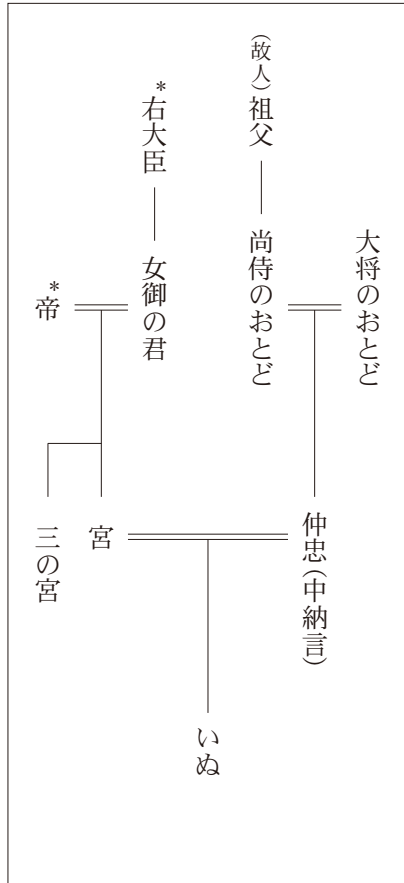 大将のおとど
(故人)祖父
尚侍のおとど
仲忠(中納言)
*右大臣
女御の君
*帝
宮
三の宮
いぬ